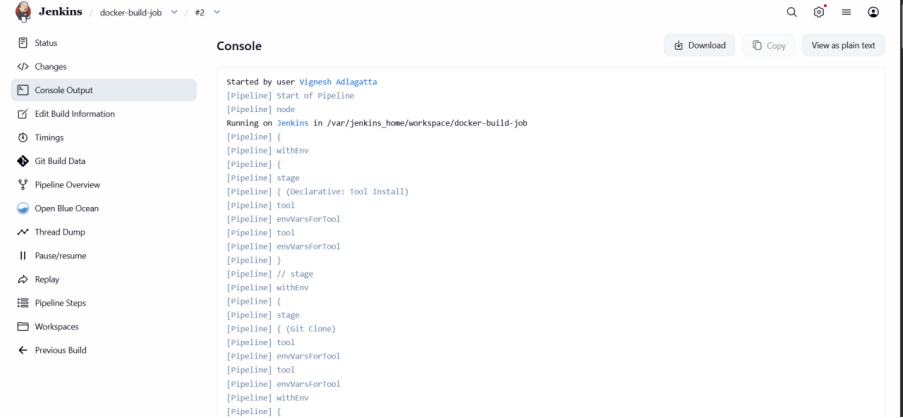 Jenkins / docker-build-job / #2
Status
Changes
Console Output
Edit Build Information
Timings
Git Build Data
Pipeline Overview
Open Blue Ocean
Thread Dump
Pause/resume
Replay
Pipeline Steps
Workspaces
Previous Build
Console
Download
Copy
View as plain text
Started by user Vignesh Adlagatta
[Pipeline] Start of Pipeline
[Pipeline] node
Running on Jenkins in /var/jenkins_home/workspace/docker-build-job
[Pipeline] {
[Pipeline] withEnv
[Pipeline] {
[Pipeline] stage
[Pipeline] { (Declarative: Tool Install)
[Pipeline] tool
[Pipeline] envVarsForTool
[Pipeline] tool
[Pipeline] envVarsForTool
[Pipeline] }
[Pipeline] // stage
[Pipeline] withEnv
[Pipeline] {
[Pipeline] stage
[Pipeline] { (Git Clone)
[Pipeline] tool
[Pipeline] envVarsForTool
[Pipeline] tool
[Pipeline] envVarsForTool
[Pipeline] withEnv
[Pipeline] {